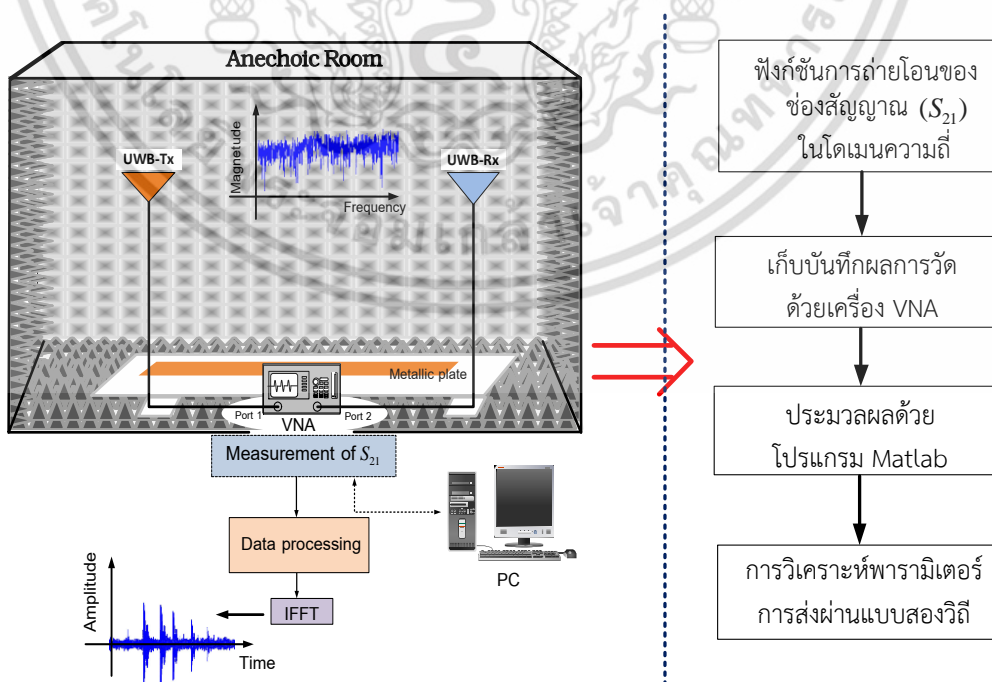 Anechoic Room
UWB-Tx
Magnetude
Frequency
UWB-Rx
Metallic plate
Port 1
Port 2
VNA
Measurement of S21
Data processing
IFFT
PC
Amplitude
Time
ฟังก์ชันการถ่ายโอนของ
ช่องสัญญาณ (S21)
ในโดเมนความถี่
เก็บบันทึกผลการวัด
ด้วยเครื่อง VNA
ประมวลผลด้วย
โปรแกรม Matlab
การวิเคราะห์พารามิเตอร์
การส่งผ่านแบบสองวิถี